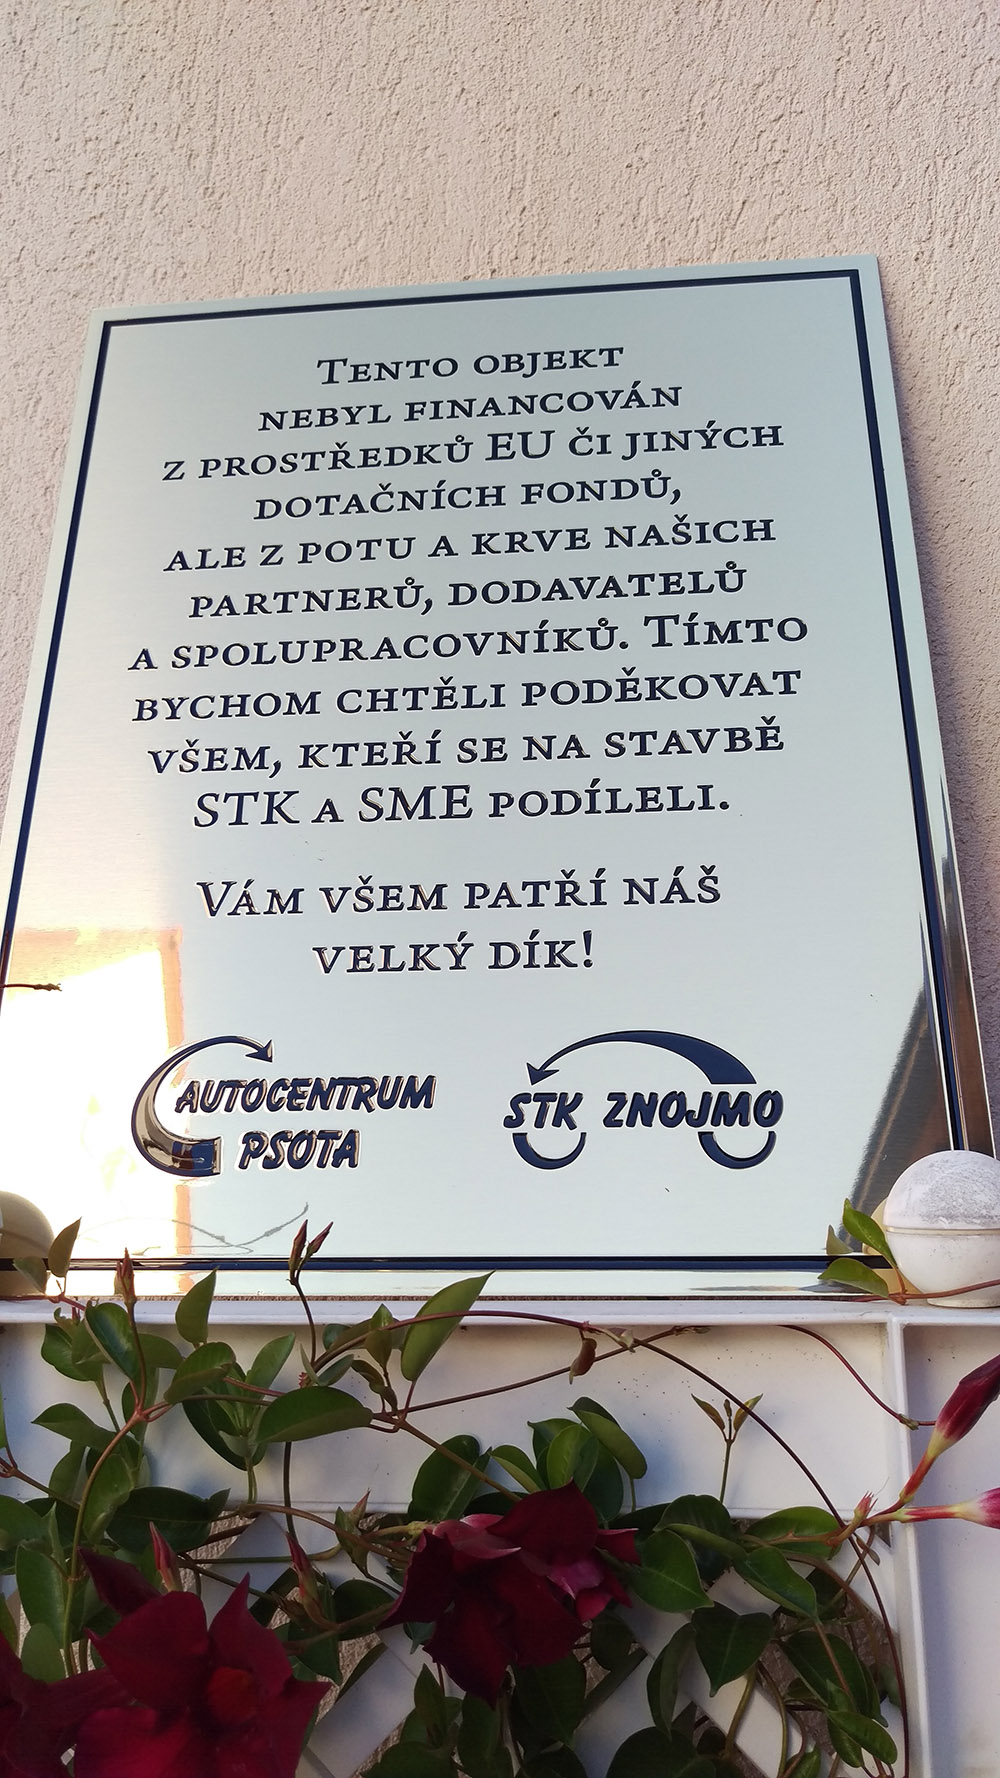 Tento objekt
nebyl financován
z prostředků EU či jiných
dotačních fondů,
ale z potu a krve našich
partnerů, dodavatelů
a spolupracovníků. Tímto
bychom chtěli poděkovat
všem, kteří se na stavbě
STK a SME podíleli.
Vám všem patří náš
velký dík!
AUTOCENTRUM
PSOTA
STK ZNOJMO